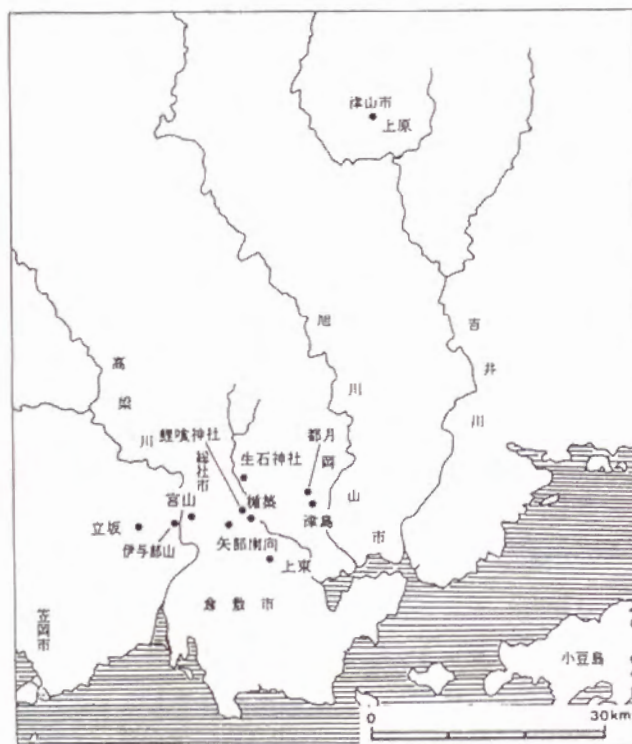 津山市
上原
旭川
吉井川
高梁川
鯉喰神社
総社市
生石神社
都月
岡山市
宮山
楯築
津島
立坂
伊与部山
矢部南向
上東
倉敷市
笠岡市
小豆島
0
30km